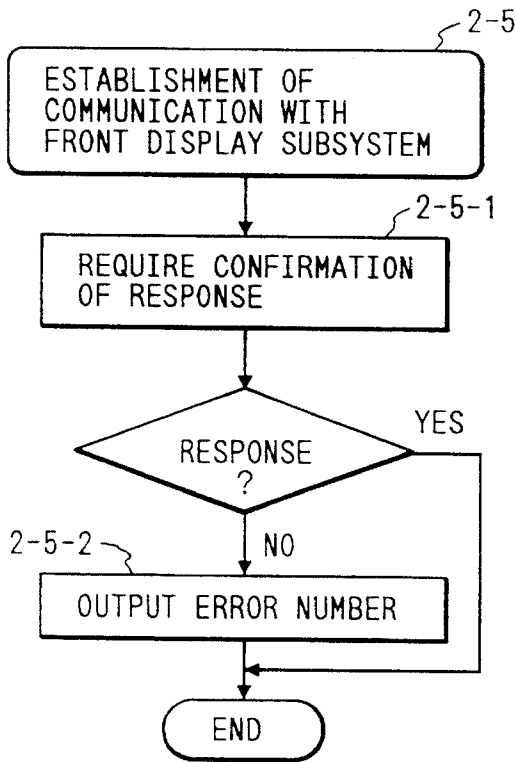 2-5
ESTABLISHMENT OF
COMMUNICATION WITH
FRONT DISPLAY SUBSYSTEM
2-5-1
REQUIRE CONFIRMATION
OF RESPONSE
YES
RESPONSE
?
2-5-2
NO
OUTPUT ERROR NUMBER
END